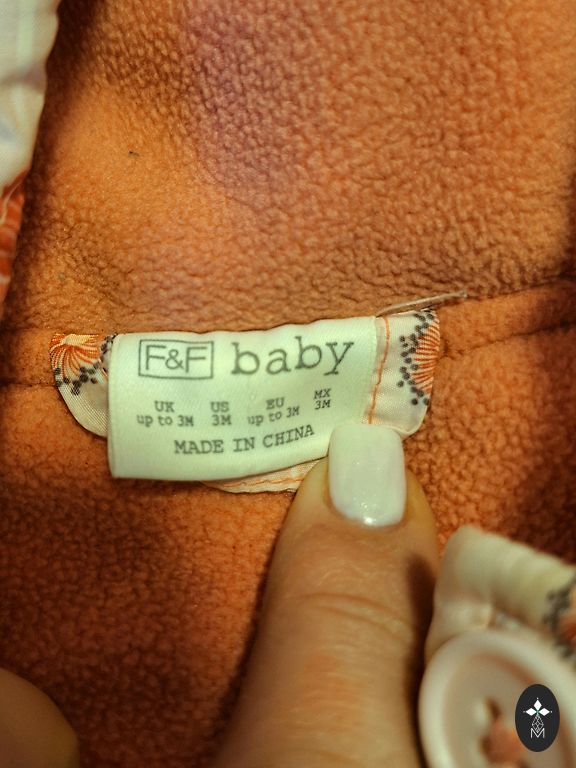 F&F baby
UK US EU MX
up to 3M 3M up to 3M 3M
MADE IN CHINA
M